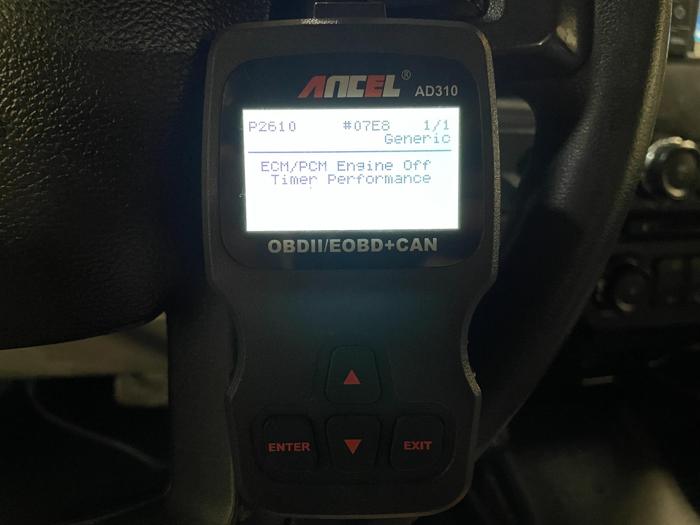 ANCEL® AD310
P2610 #07E8 1/1
Generic
ECM/PCM Engine Off
Timer Performance
OBDII/EOBD+CAN
ENTER EXIT